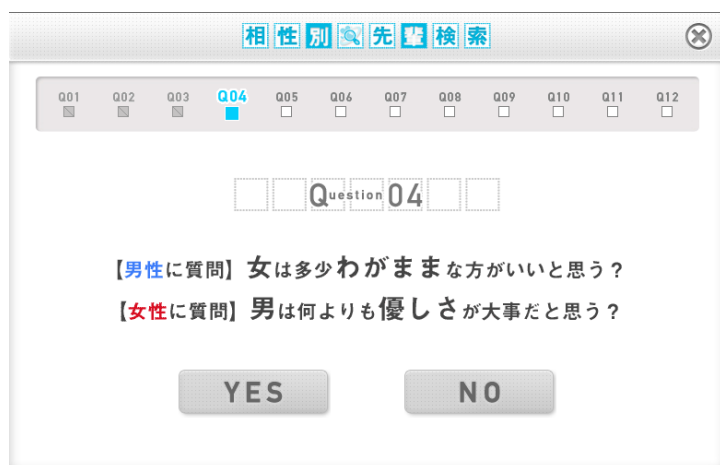 相性別先輩検索
Q01 Q02 Q03 Q04 Q05 Q06 Q07 Q08 Q09 Q10 Q11 Q12
Question 04
【男性に質問】女は多少わがままな方がいいと思う？
【女性に質問】男は何よりも優しさが大事だと思う？
YES NO